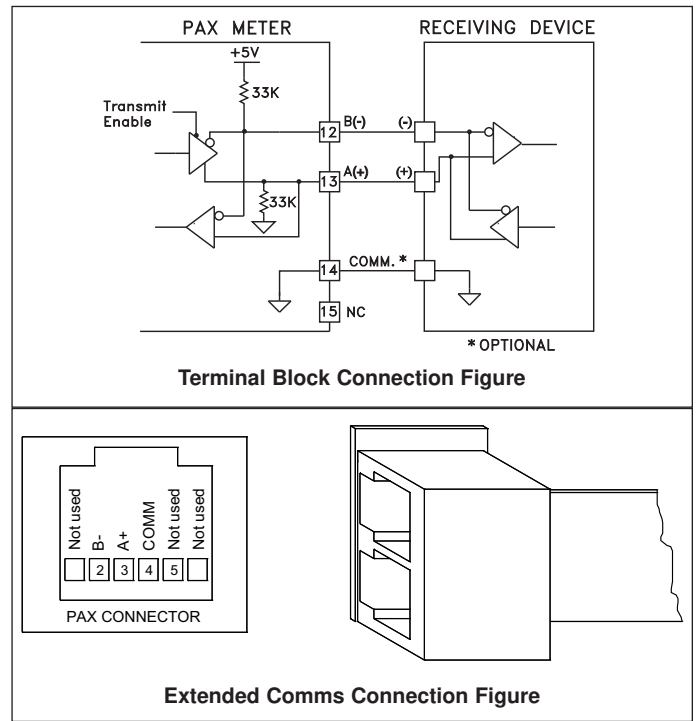 PAX METER
RECEIVING DEVICE
+5V
33K
Transmit
Enable
12 B(-) (-)
13 A(+) (+)
33K
14 COMM.*
15 NC
* OPTIONAL
Terminal Block Connection Figure
Not used
B-
A+
COMM
Not used
Not used
2 3 4 5
PAX CONNECTOR
Extended Comms Connection Figure